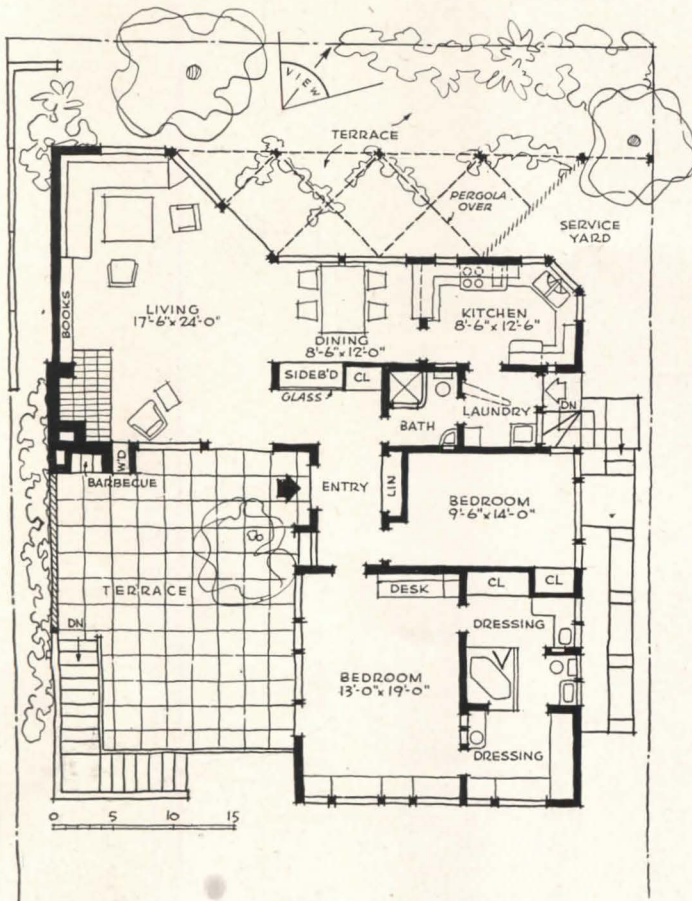 VIEW
TERRACE
PERGOLA
OVER
SERVICE
YARD
BOOKS
LIVING
17'-6" x 24'-0"
DINING
8'-6" x 12'-0"
KITCHEN
8'-6" x 12'-6"
SIDEB'D
CL
GLASS
BATH
LAUNDRY
DN
W'D
BARBECUE
ENTRY
LIN
BEDROOM
9'-6" x 14'-0"
TERRACE
DN
DESK
CL
CL
DRESSING
BEDROOM
13'-0" x 19'-0"
DRESSING
0 5 10 15